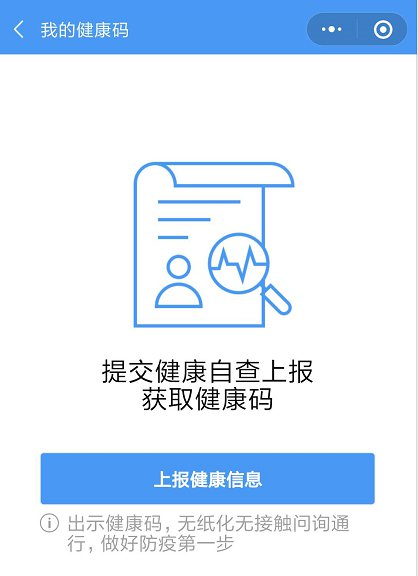 我的健康码
提交健康自查上报
获取健康码
上报健康信息
出示健康码，无纸化无接触问询通
行，做好防疫第一步